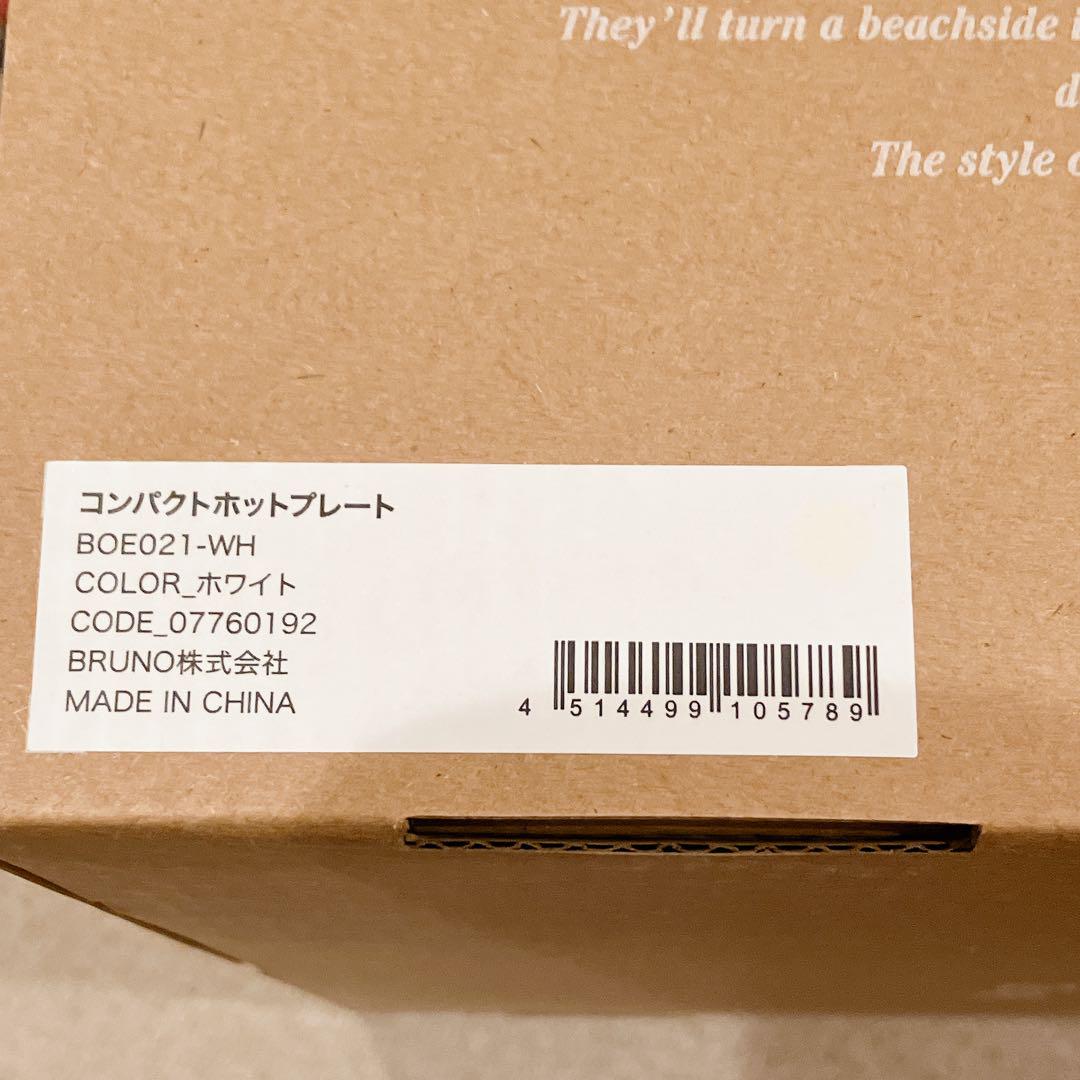 They'll turn a beachside
The style
コンパクトホットプレート
BOE021-WH
COLOR_ホワイト
CODE_07760192
BRUNO株式会社
MADE IN CHINA
4 514499 105789